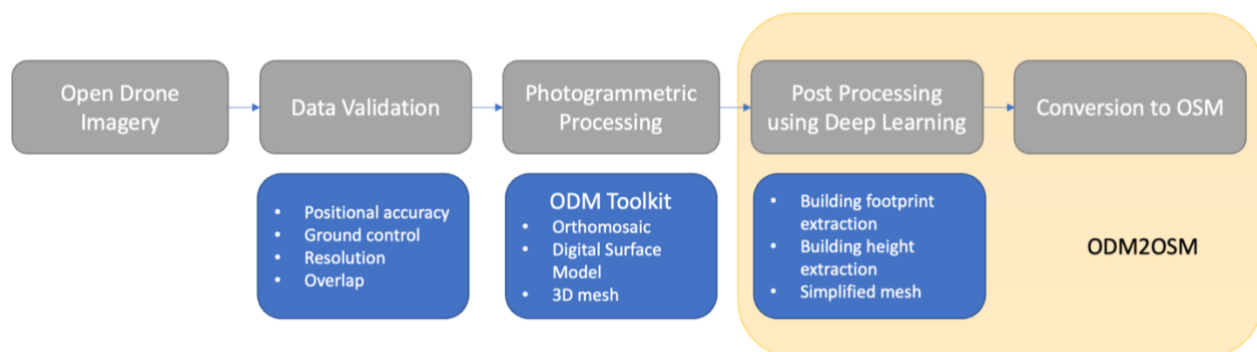 Open Drone
Imagery
Data Validation
Photogrammetric
Processing
Post Processing
using Deep Learning
Conversion to OSM
• Positional accuracy
• Ground control
• Resolution
• Overlap
ODM Toolkit
• Orthomosaic
• Digital Surface
Model
• 3D mesh
• Building footprint
extraction
• Building height
extraction
• Simplified mesh
ODM2OSM